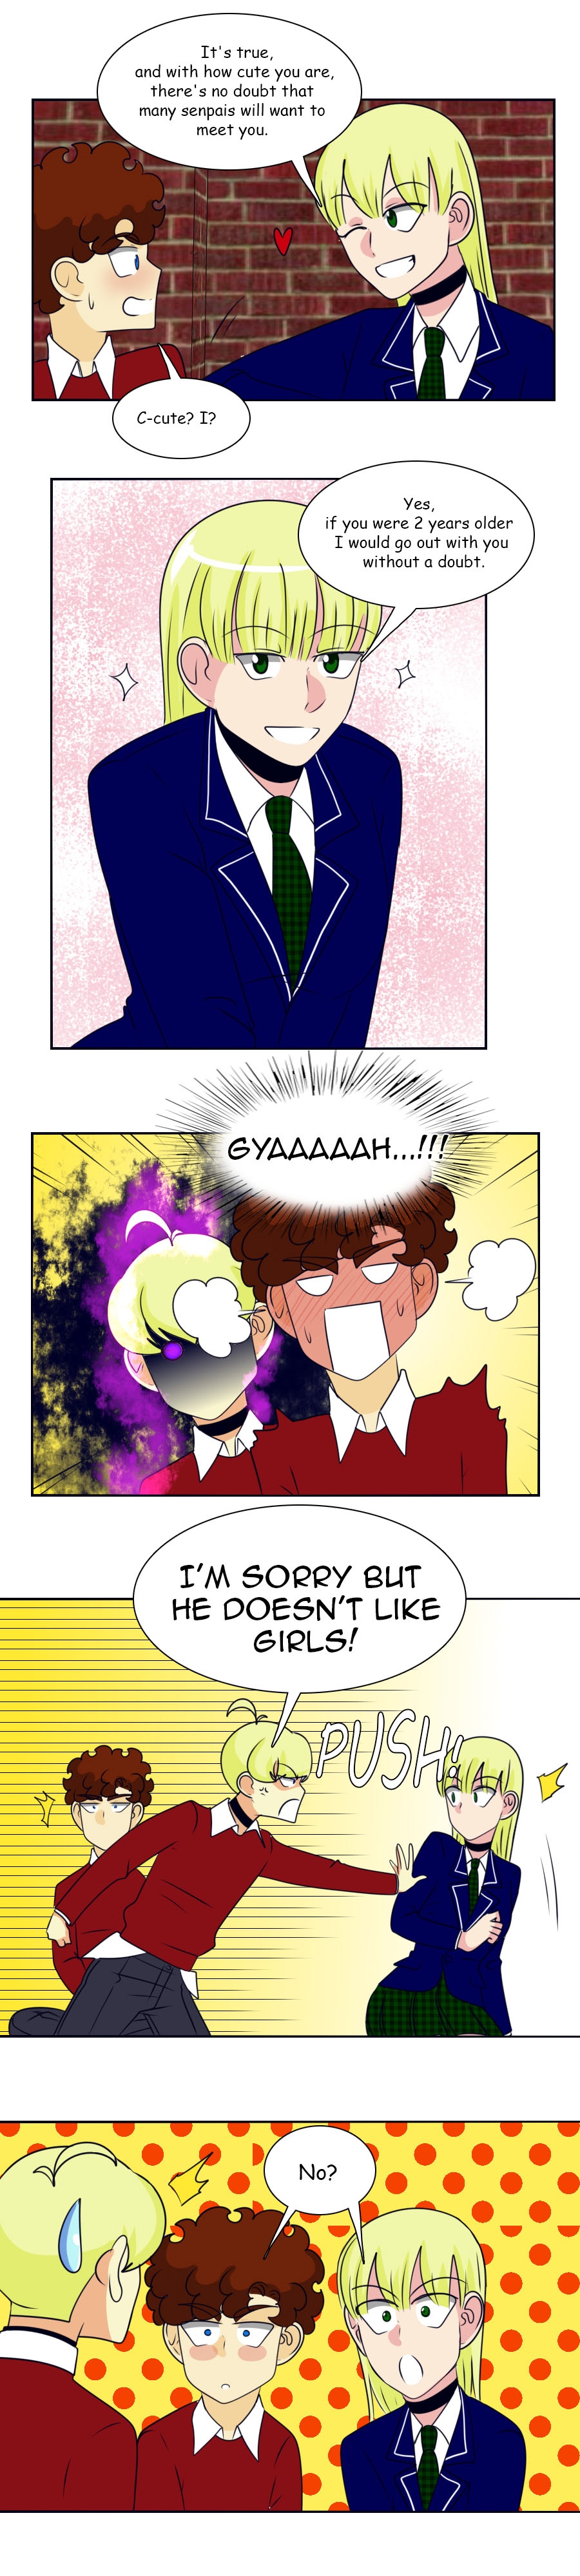 It's true,
and with how cute you are,
there's no doubt that
many senpais will want to
meet you.
C-cute? I?
Yes,
if you were 2 years older
I would go out with you
without a doubt.
GYAAAAAH...!!!
I'M SORRY BUT
HE DOESN'T LIKE
GIRLS!
PUSH!
No?